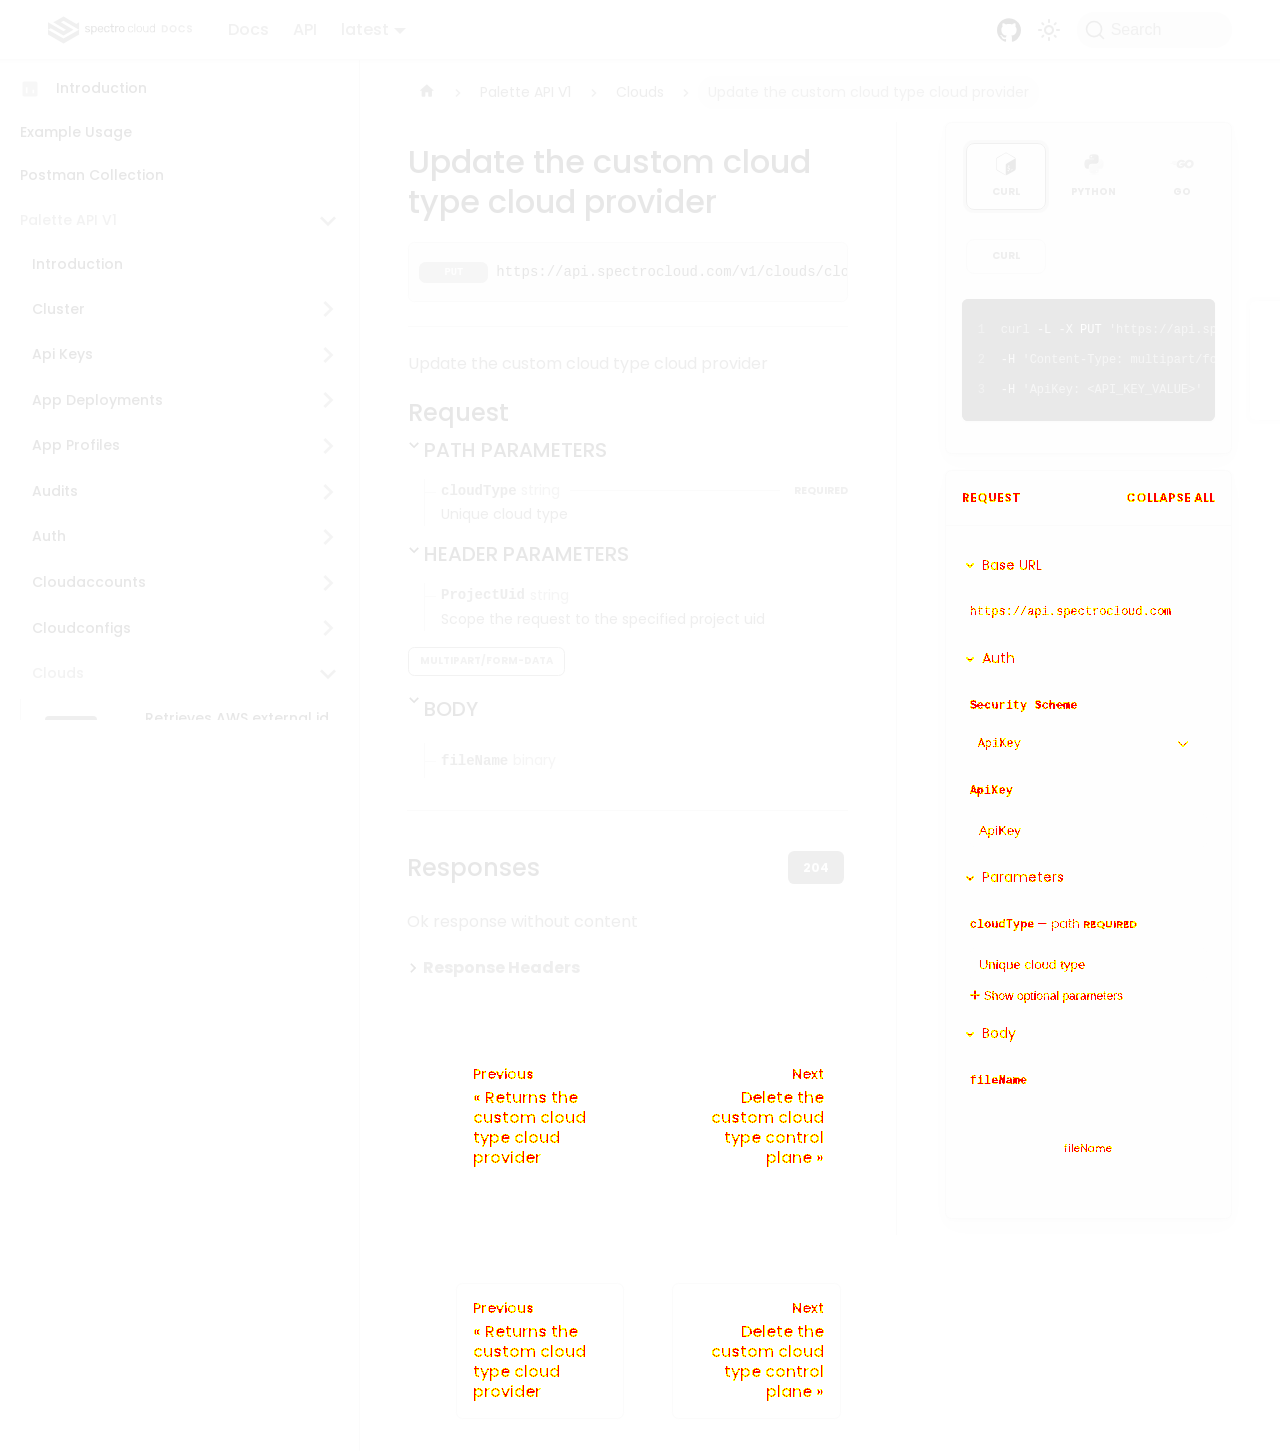 spectro cloud DOCS
Docs
API
latest
Search
Introduction
Example Usage
Postman Collection
Palette API V1
Introduction
Cluster
Api Keys
App Deployments
App Profiles
Audits
Auth
Cloudaccounts
Cloudconfigs
Clouds
Retrieves AWS external id
Palette API V1
Clouds
Update the custom cloud type cloud provider
Update the custom cloud
type cloud provider
PUT
https://api.spectrocloud.com/v1/clouds/clo
Update the custom cloud type cloud provider
Request
PATH PARAMETERS
cloudType string REQUIRED
Unique cloud type
HEADER PARAMETERS
ProjectUid string
Scope the request to the specified project uid
MULTIPART/FORM-DATA
BODY
fileName binary
Responses
204
Ok response without content
Response Headers
Previous
« Returns the
custom cloud
type cloud
provider
Next
Delete the
custom cloud
type control
plane »
Previous
« Returns the
custom cloud
type cloud
provider
Next
Delete the
custom cloud
type control
plane »
CURL
PYTHON
GO
CURL
1 curl -L -X PUT 'https://api.sp
2 -H 'Content-Type: multipart/fo
3 -H 'ApiKey: <API_KEY_VALUE>'
REQUEST
COLLAPSE ALL
Base URL
https://api.spectrocloud.com
Auth
Security Scheme
ApiKey
ApiKey
ApiKey
Parameters
cloudType — path REQUIRED
Unique cloud type
Show optional parameters
Body
fileName
fileName